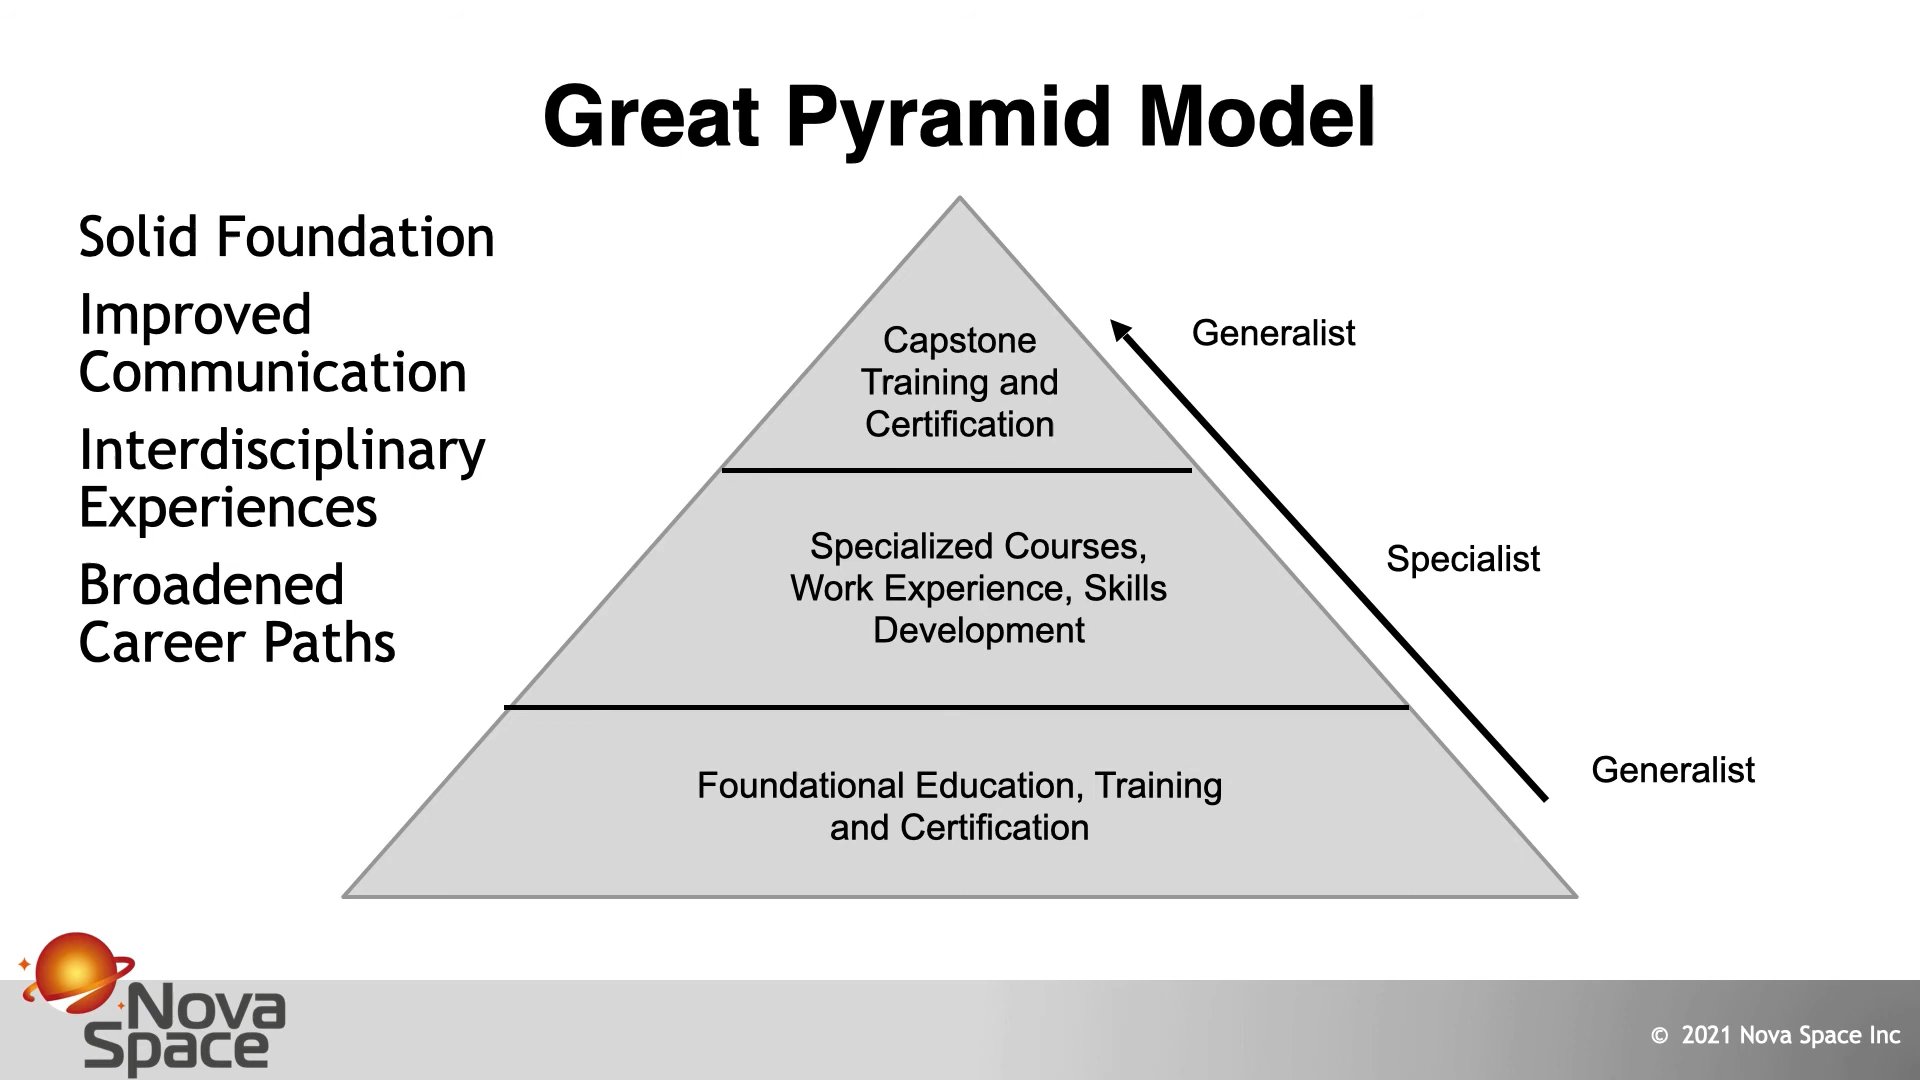 Great Pyramid Model
Solid Foundation
Improved
Communication
Interdisciplinary
Experiences
Broadened
Career Paths
Capstone
Training and
Certification
Generalist
Specialized Courses,
Work Experience, Skills
Development
Specialist
Foundational Education, Training
and Certification
Generalist
Nova
Space
© 2021 Nova Space Inc